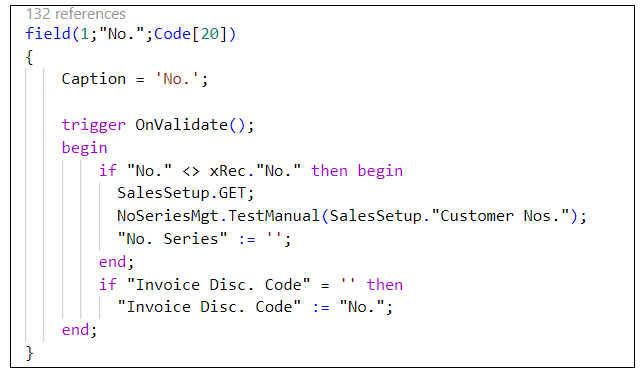 132 references
field(1;"No.";Code[20])
{
    Caption = 'No.';
    trigger OnValidate();
    begin
        if "No." <> xRec."No." then begin
          SalesSetup.GET;
          NoSeriesMgt.TestManual(SalesSetup."Customer Nos.");
          "No. Series" := '';
        end;
        if "Invoice Disc. Code" = '' then
          "Invoice Disc. Code" := "No.";
    end;
}